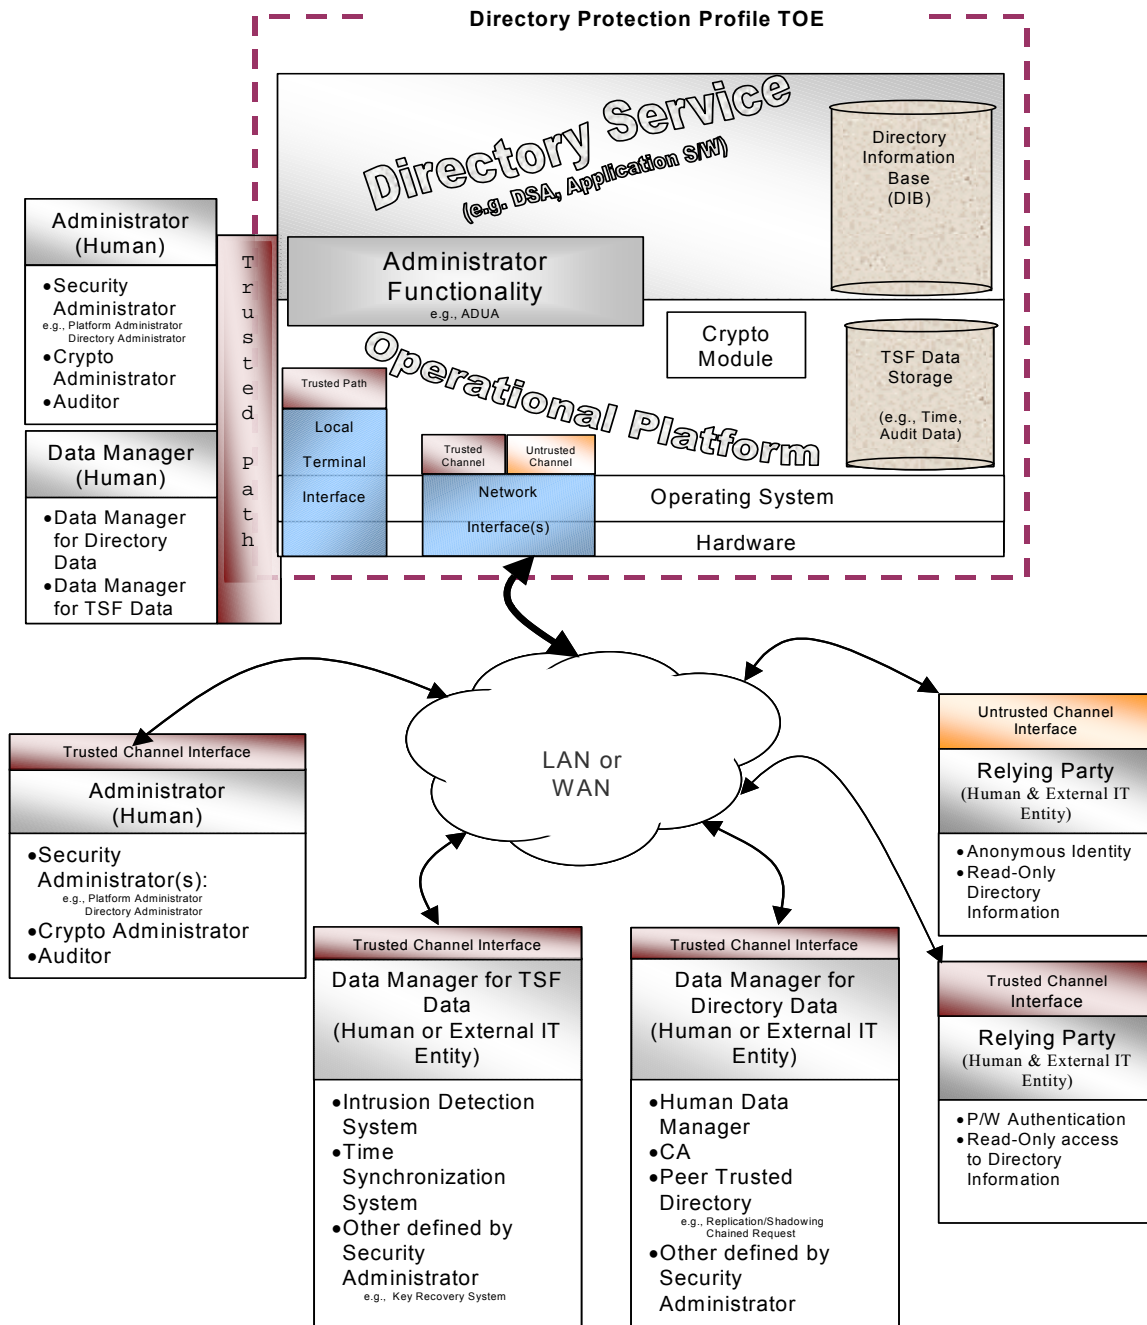 Directory Protection Profile TOE
Directory Service
(e.g. DSA, Application S/W)
Directory
Information
Base
(DIB)
Administrator
(Human)
•Security
Administrator
e.g., Platform Administrator
Directory Administrator
•Crypto
Administrator
•Auditor
Data Manager
(Human)
•Data Manager
for Directory
Data
•Data Manager
for TSF Data
Trusted Path
Administrator
Functionality
e.g., ADUA
Crypto
Module
TSF Data
Storage
(e.g., Time,
Audit Data)
Operational Platform
Trusted Path
Local
Terminal
Interface
Trusted
Channel
Untrusted
Channel
Network
Interface(s)
Operating System
Hardware
LAN or
WAN
Trusted Channel Interface
Administrator
(Human)
•Security
Administrator(s):
e.g., Platform Administrator
Directory Administrator
•Crypto Administrator
•Auditor
Trusted Channel Interface
Data Manager for TSF
Data
(Human or External IT
Entity)
•Intrusion Detection
System
•Time
Synchronization
System
•Other defined by
Security
Administrator
e.g., Key Recovery System
Trusted Channel Interface
Data Manager for
Directory Data
(Human or External IT
Entity)
•Human Data
Manager
•CA
•Peer Trusted
Directory
e.g., Replication/Shadowing
Chained Request
•Other defined by
Security
Administrator
Untrusted Channel
Interface
Relying Party
(Human & External IT
Entity)
•Anonymous Identity
•Read-Only
Directory
Information
Trusted Channel
Interface
Relying Party
(Human & External IT
Entity)
•P/W Authentication
•Read-Only access
to Directory
Information